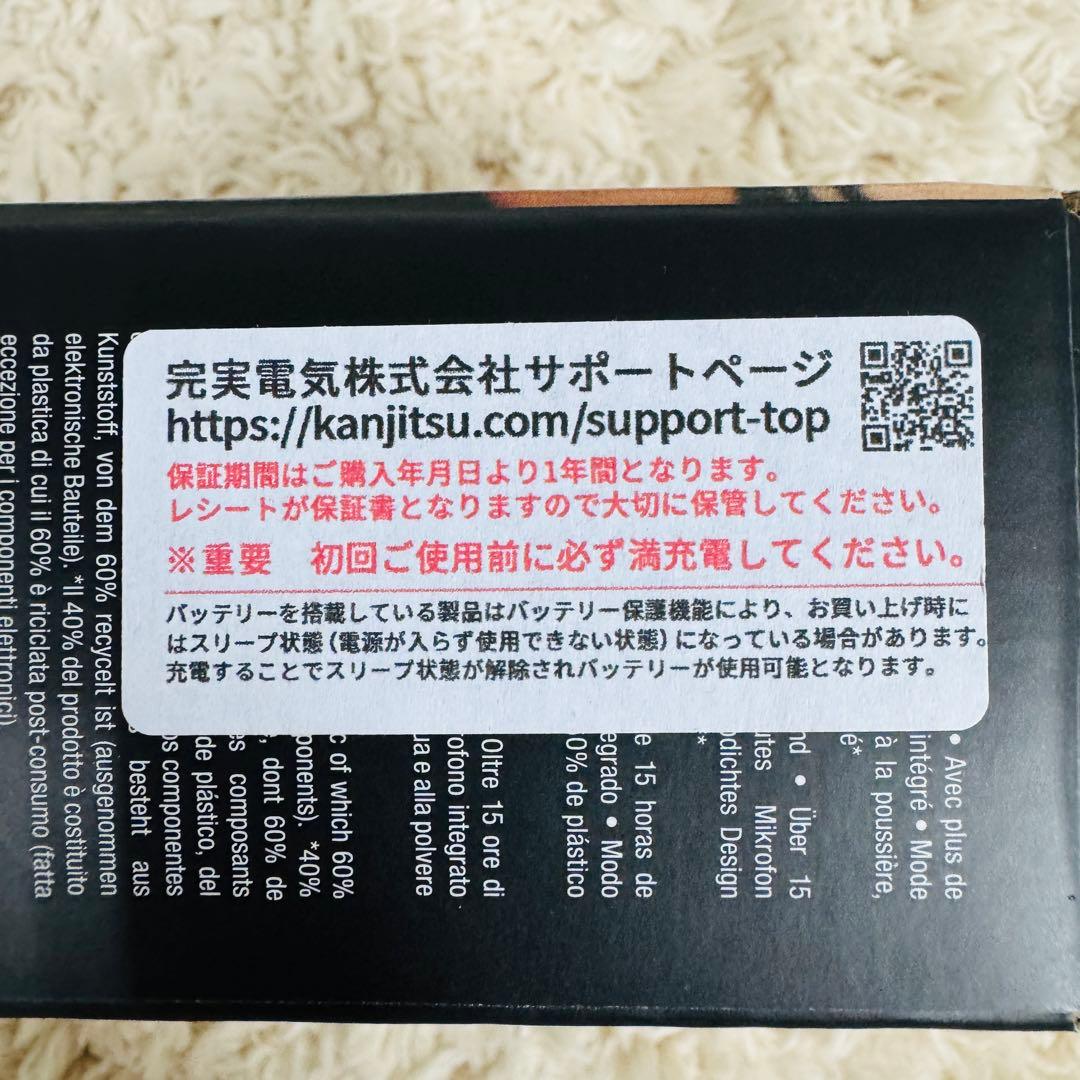 完実電気株式会社サポートページ
https://kanjitsu.com/support-top
保証期間はご購入年月日より1年間となります。
レシートが保証書となりますので大切に保管してください。
※重要　初回ご使用前に必ず満充電してください。
バッテリーを搭載している製品はバッテリー保護機能により、お買い上げ時に
はスリープ状態（電源が入らず使用できない状態）になっている場合があります。
充電することでスリープ状態が解除されバッテリーが使用可能となります。
• Avec plus de
intégré • Mode
à la poussière,
é*
nd • Über 15
utes Mikrofon
dichtes Design
*
e 15 horas de
egrado • Modo
0% de plástico
Oltre 15 ore di
ofono integrato
ua e alla polvere
c of which 60%
ponents). *40%
, dont 60% de
es composants
de plástico, del
os componentes
besteht aus
Kunststoff, von dem 60% recycelt ist (ausgenommen
elektronische Bauteile). *Il 40% del prodotto è costituito
da plastica di cui il 60% è riciclata post-consumo (fatta
eccezione per i componenti elettronici)